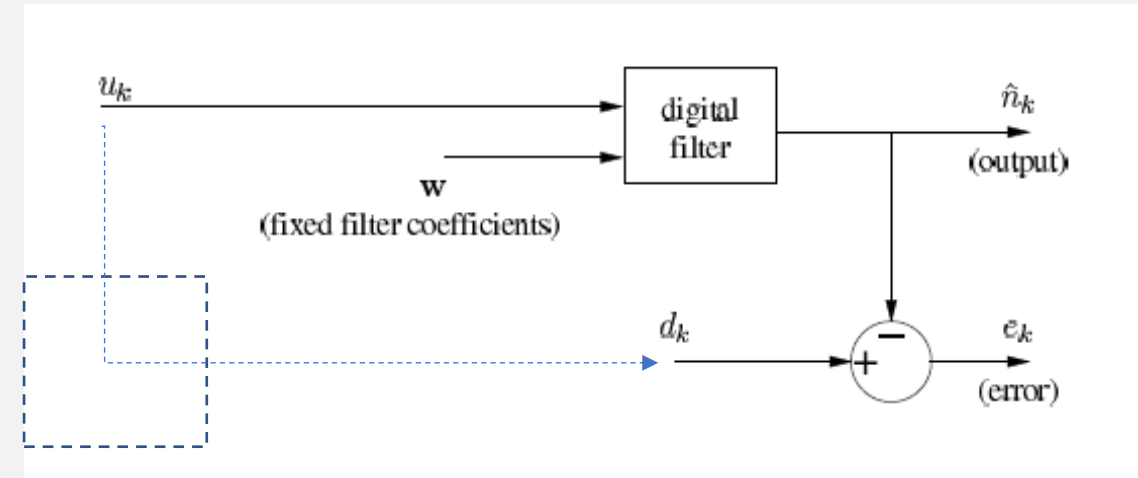 u_k
digital
filter
n̂_k
(output)
w
(fixed filter coefficients)
d_k
−
e_k
+
(error)